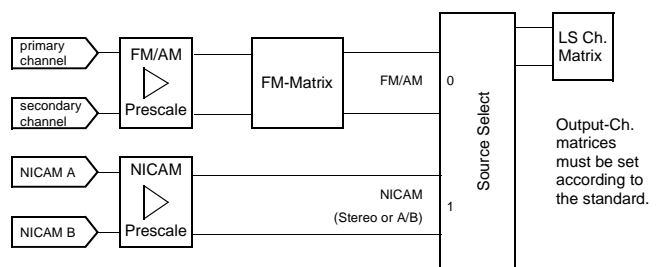 primary
channel
FM/AM
Prescale
secondary
channel
FM-Matrix
FM/AM
0
LS Ch.
Matrix
Source Select
NICAM A
NICAM
Prescale
NICAM B
NICAM
(Stereo or A/B)
1
Output-Ch.
matrices
must be set
according to
the standard.